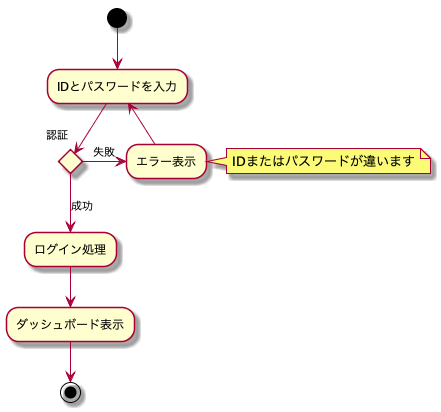 IDとパスワードを入力
認証
失敗
エラー表示
IDまたはパスワードが違います
成功
ログイン処理
ダッシュボード表示